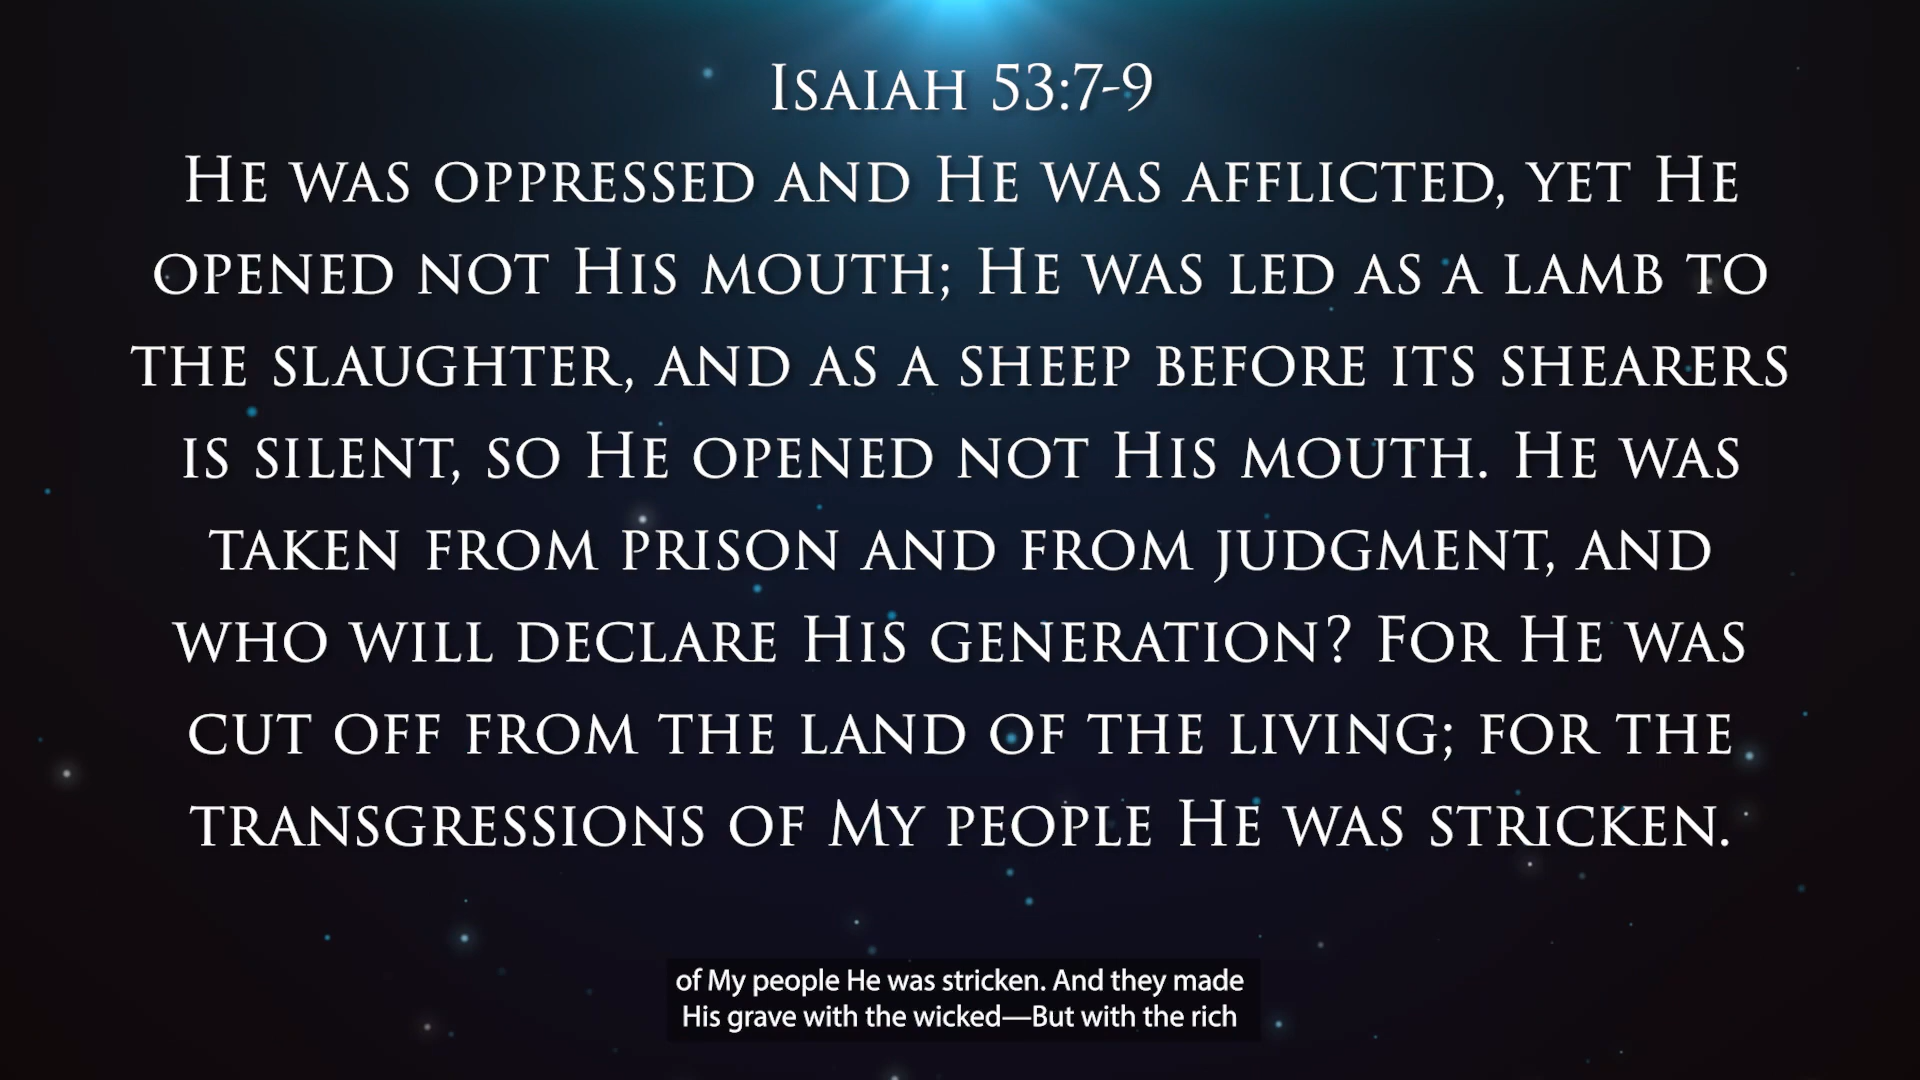 Isaiah 53:7-9
He was oppressed and He was afflicted, yet He
opened not His mouth; He was led as a lamb to
the slaughter, and as a sheep before its shearers
is silent, so He opened not His mouth. He was
taken from prison and from judgment, and
who will declare His generation? For He was
cut off from the land of the living; for the
transgressions of My people He was stricken.
of My people He was stricken. And they made
His grave with the wicked—But with the rich